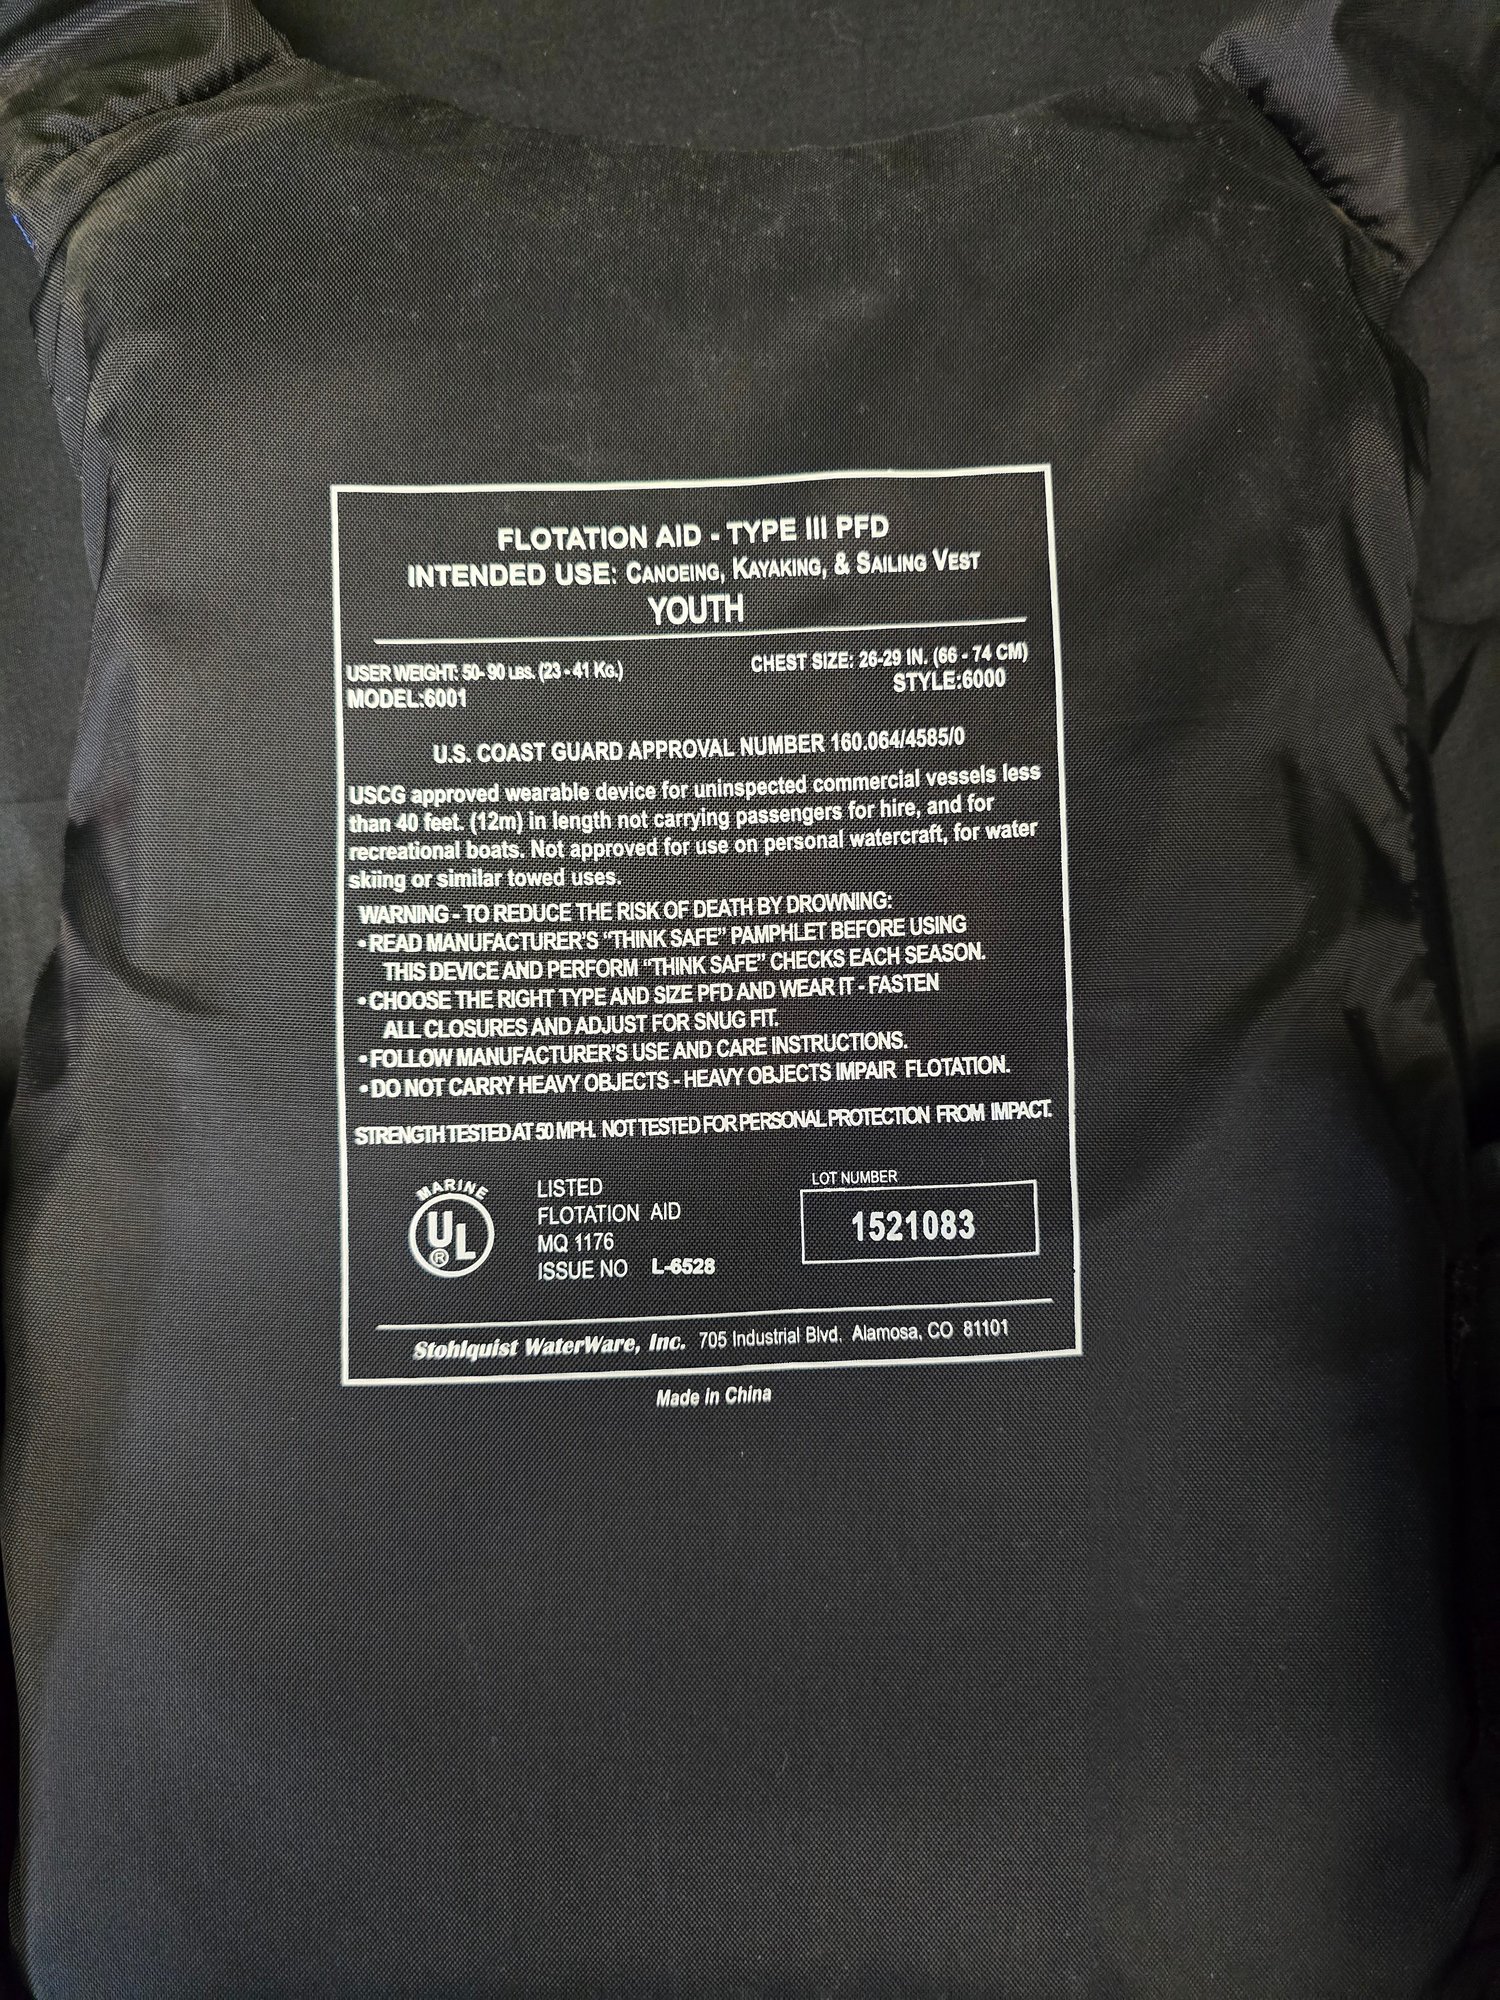 FLOTATION AID - TYPE III PFD
INTENDED USE: CANOEING, KAYAKING, & SAILING VEST
YOUTH
USER WEIGHT: 50-90 LBS. (23 - 41 KG.) CHEST SIZE: 26-29 IN. (66 - 74 CM)
MODEL:6001 STYLE:6000
U.S. COAST GUARD APPROVAL NUMBER 160.064/4585/0
USCG approved wearable device for uninspected commercial vessels less
than 40 feet. (12m) in length not carrying passengers for hire, and for
recreational boats. Not approved for use on personal watercraft, for water
skiing or similar towed uses.
WARNING - TO REDUCE THE RISK OF DEATH BY DROWNING:
• READ MANUFACTURER'S "THINK SAFE" PAMPHLET BEFORE USING
THIS DEVICE AND PERFORM "THINK SAFE" CHECKS EACH SEASON.
• CHOOSE THE RIGHT TYPE AND SIZE PFD AND WEAR IT - FASTEN
ALL CLOSURES AND ADJUST FOR SNUG FIT.
• FOLLOW MANUFACTURER'S USE AND CARE INSTRUCTIONS.
• DO NOT CARRY HEAVY OBJECTS - HEAVY OBJECTS IMPAIR FLOTATION.
STRENGTH TESTED AT 50 MPH. NOT TESTED FOR PERSONAL PROTECTION FROM IMPACT.
MARINE
UL ®
LISTED
FLOTATION AID
MQ 1176
ISSUE NO L-6528
LOT NUMBER
1521083
Stohlquist WaterWare, Inc. 705 Industrial Blvd. Alamosa, CO 81101
Made in China